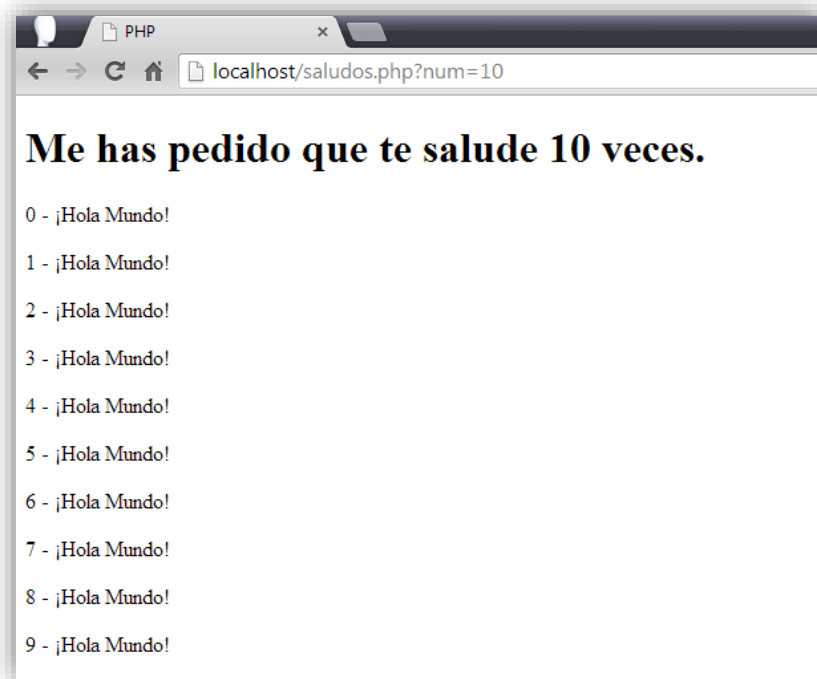 PHP
localhost/saludos.php?num=10
Me has pedido que te salude 10 veces.
0 - ¡Hola Mundo!
1 - ¡Hola Mundo!
2 - ¡Hola Mundo!
3 - ¡Hola Mundo!
4 - ¡Hola Mundo!
5 - ¡Hola Mundo!
6 - ¡Hola Mundo!
7 - ¡Hola Mundo!
8 - ¡Hola Mundo!
9 - ¡Hola Mundo!